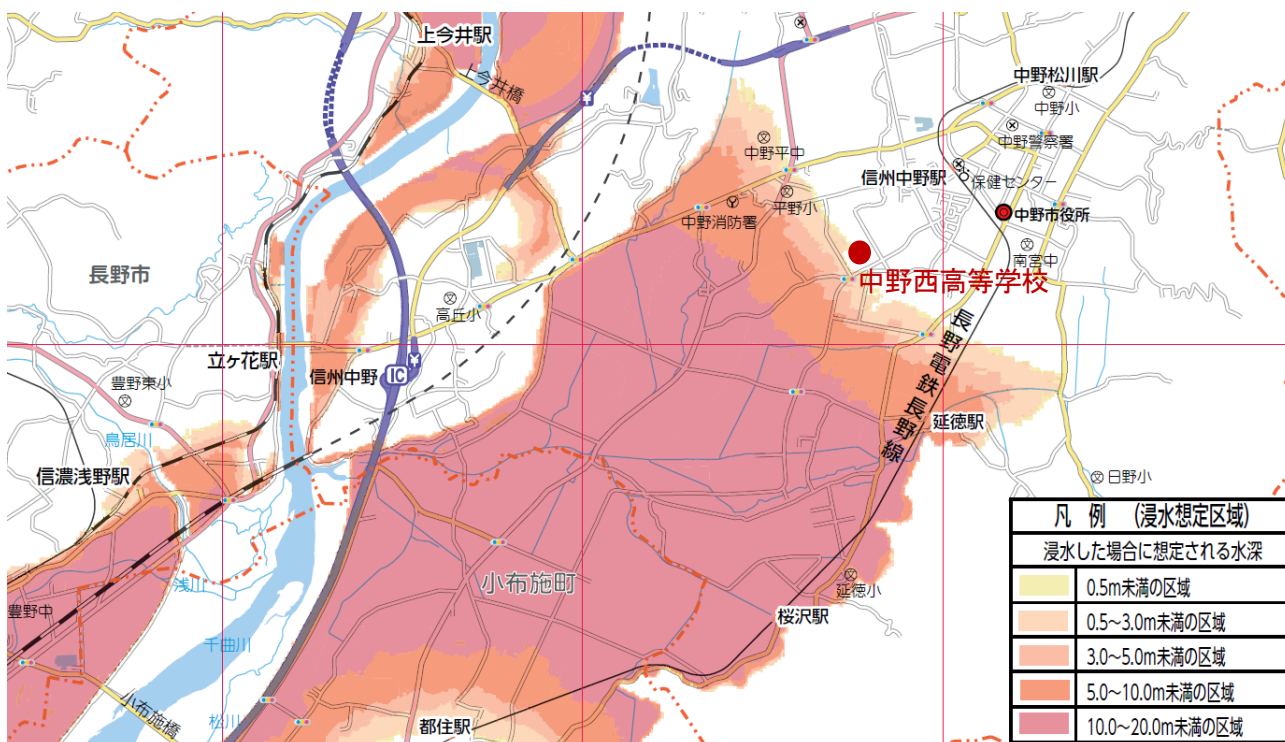 上今井駅
上今井橋
中野松川駅
中野小
中野警察署
中野平中
信州中野駅
保健センター
平野小
中野消防署
中野市役所
南宮中
長野市
中野西高等学校
高丘小
長野電鉄長野線
立ヶ花駅
信州中野
IC
豊野東小
延徳駅
鳥居川
信濃浅野駅
日野小
凡 例 (浸水想定区域)
浸水した場合に想定される水深
0.5m未満の区域
0.5~3.0m未満の区域
3.0~5.0m未満の区域
5.0~10.0m未満の区域
10.0~20.0m未満の区域
小布施町
延徳小
浅川
豊野中
桜沢駅
千曲川
小布施橋
松川
都住駅